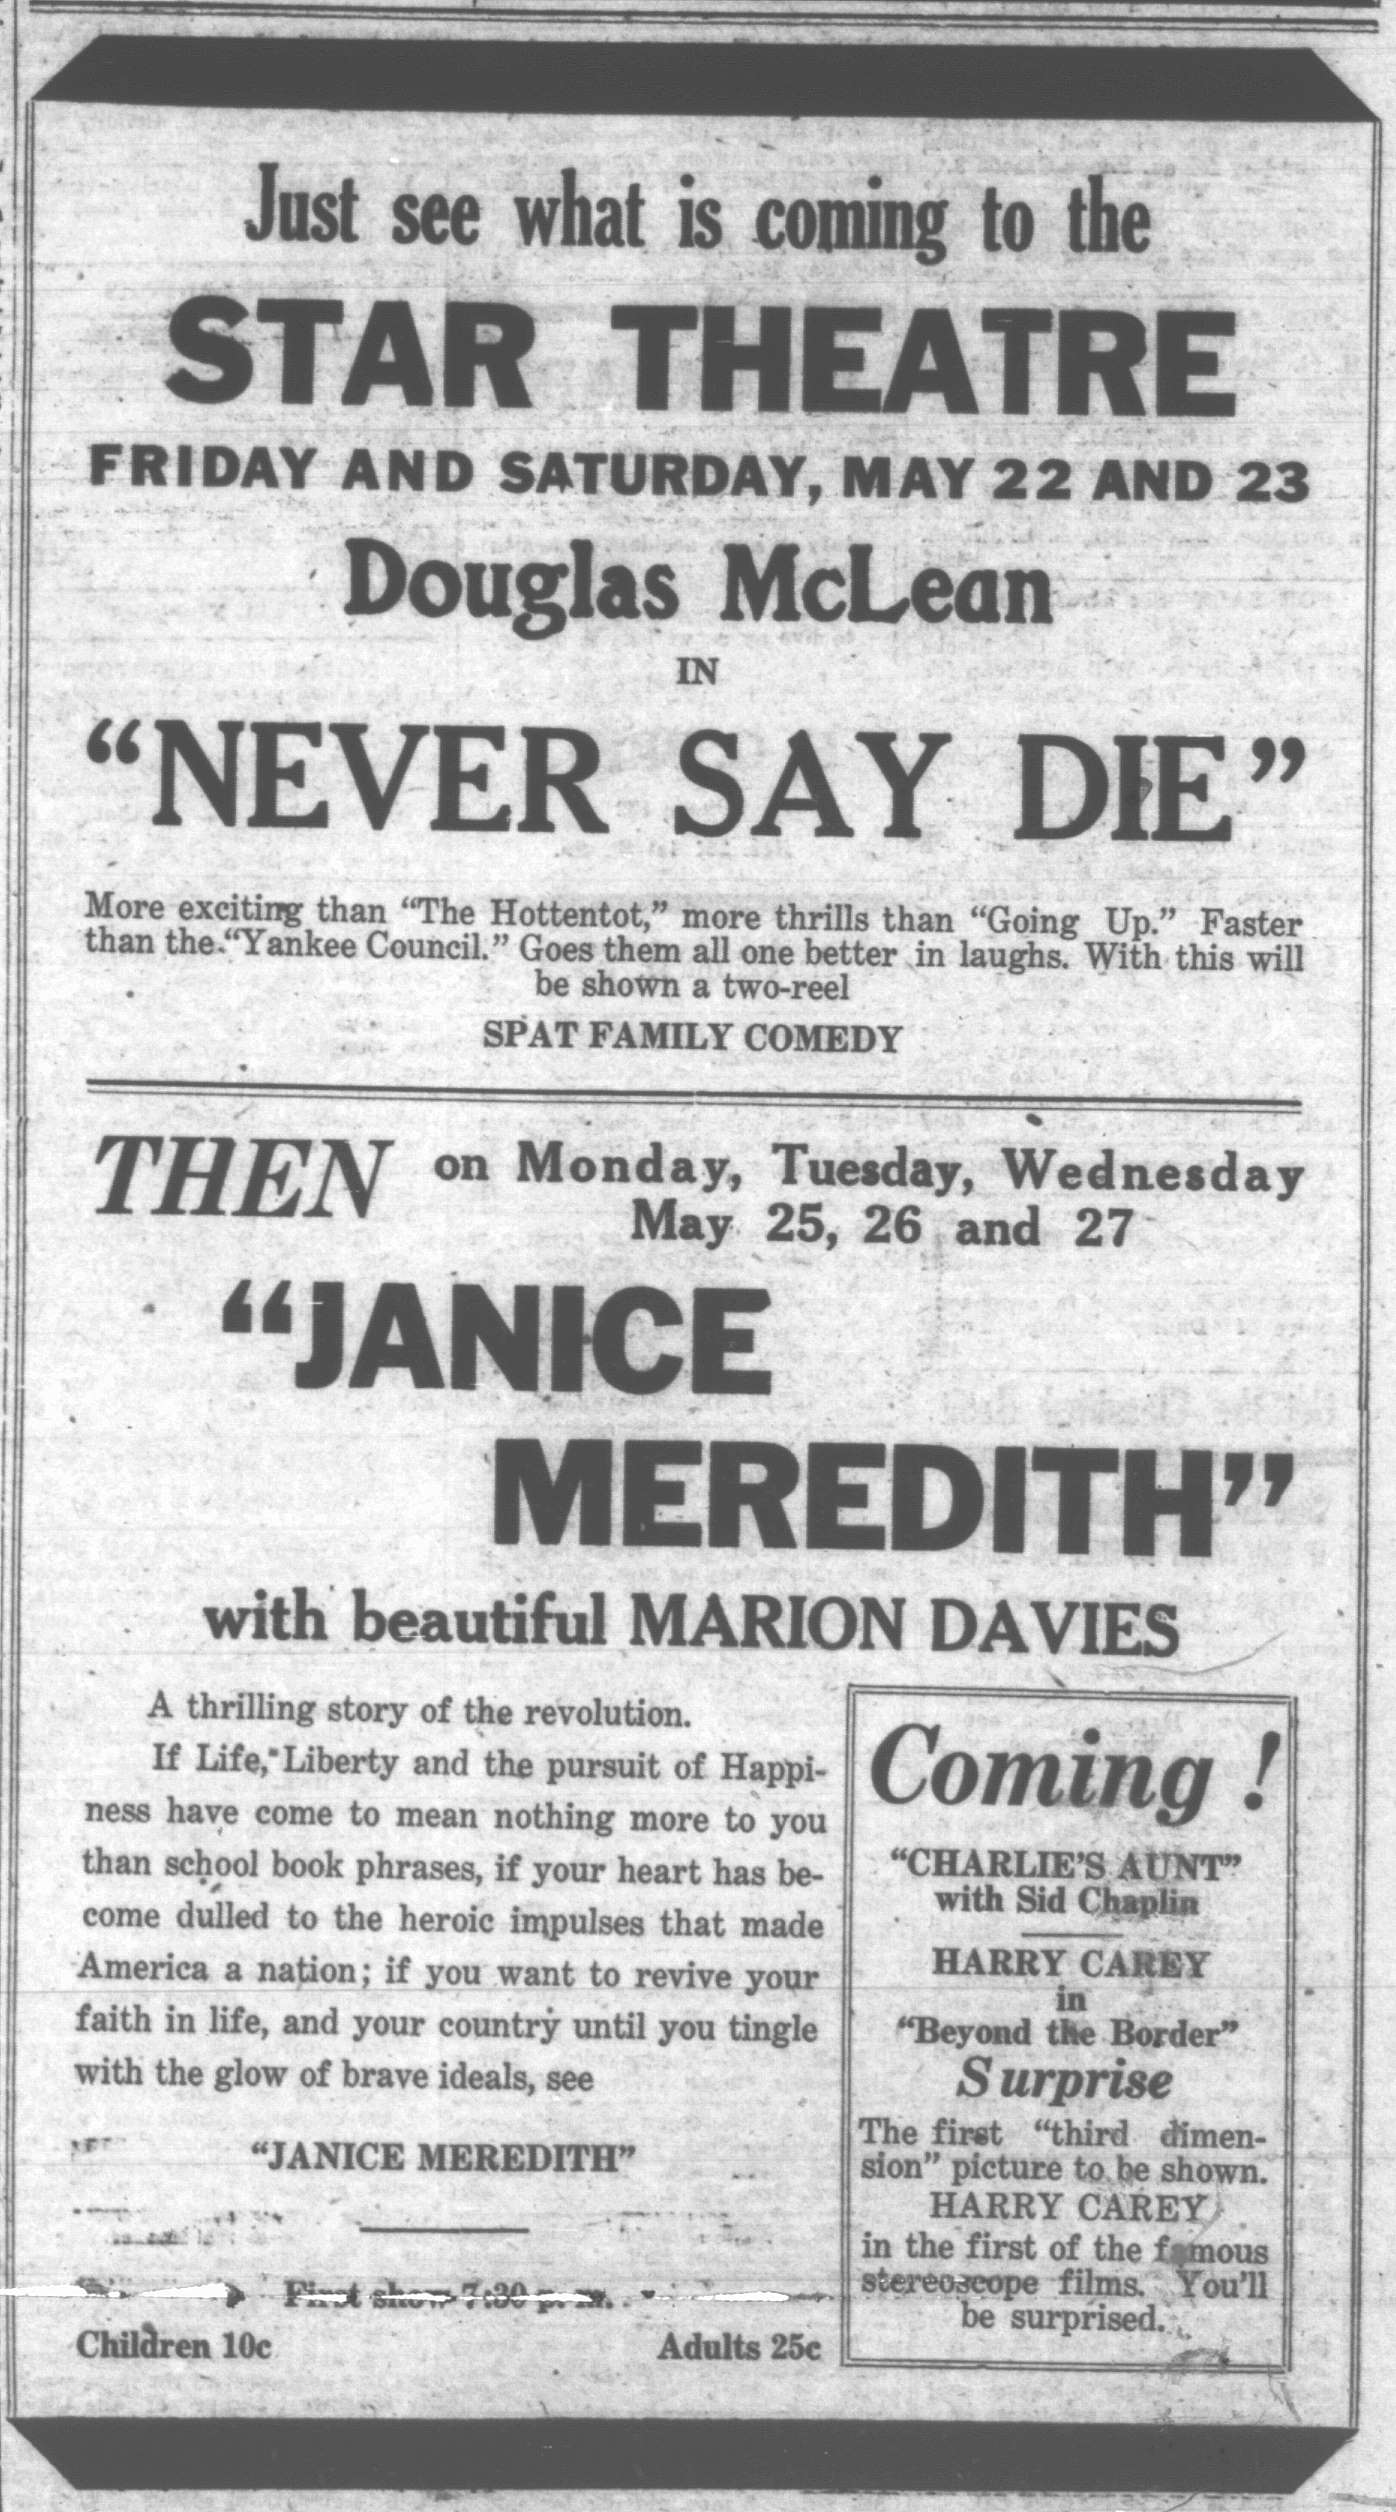 Just see what is coming to the
STAR THEATRE
FRIDAY AND SATURDAY, MAY 22 AND 23
Douglas McLean
IN
“NEVER SAY DIE”
More exciting than “The Hottentot,” more thrills than “Going Up.” Faster
than the “Yankee Council.” Goes them all one better in laughs. With this will
be shown a two-reel
SPAT FAMILY COMEDY
THEN on Monday, Tuesday, Wednesday
May 25, 26 and 27
“JANICE
MEREDITH”
with beautiful MARION DAVIES
A thrilling story of the revolution.
If Life, Liberty and the pursuit of Happi-
ness have come to mean nothing more to you
than school book phrases, if your heart has be-
come dulled to the heroic impulses that made
America a nation; if you want to revive your
faith in life, and your country until you tingle
with the glow of brave ideals, see
“JANICE MEREDITH”
First show 7:30 p. m.
Children 10c Adults 25c
Coming !
“CHARLIE'S AUNT”
with Sid Chaplin
HARRY CAREY
in
“Beyond the Border”
Surprise
The first “third dimen-
sion” picture to be shown.
HARRY CAREY
in the first of the famous
stereoscope films. You'll
be surprised.